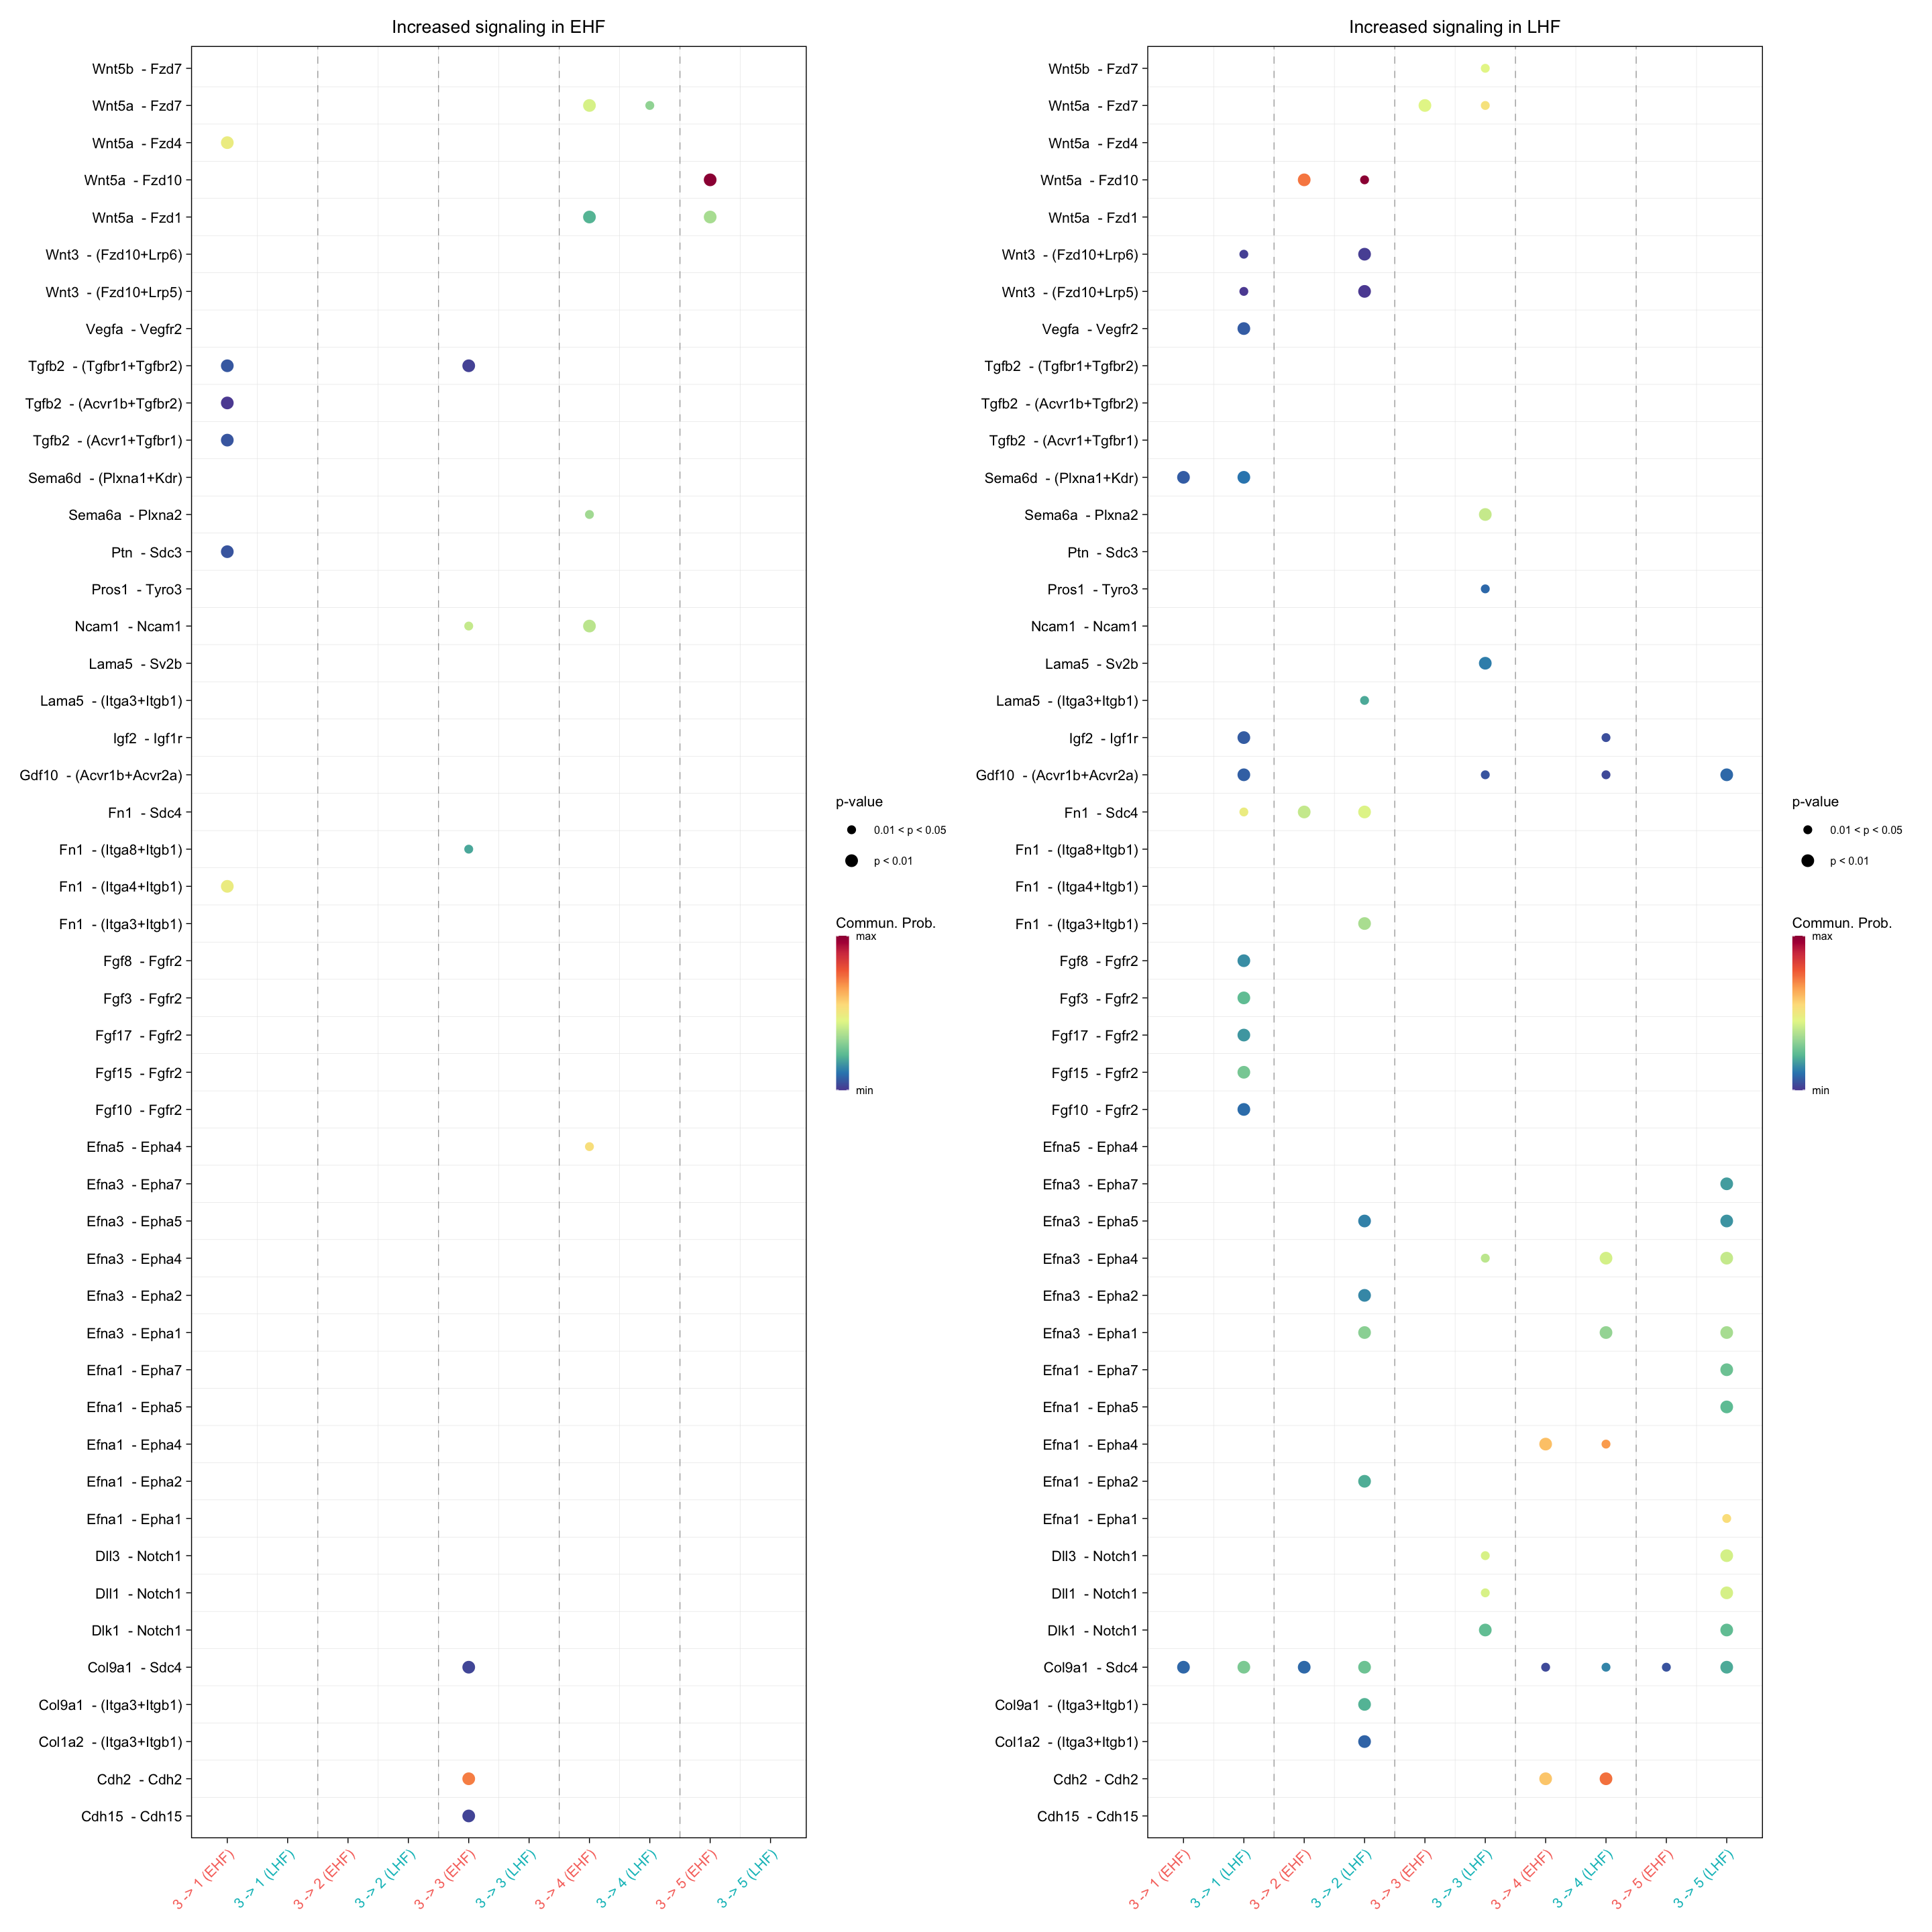 Increased signaling in EHF
Wnt5b - Fzd7
Wnt5a - Fzd7
Wnt5a - Fzd4
Wnt5a - Fzd10
Wnt5a - Fzd1
Wnt3 - (Fzd10+Lrp6)
Wnt3 - (Fzd10+Lrp5)
Vegfa - Vegfr2
Tgfb2 - (Tgfbr1+Tgfbr2)
Tgfb2 - (Acvr1b+Tgfbr2)
Tgfb2 - (Acvr1+Tgfbr1)
Sema6d - (Plxna1+Kdr)
Sema6a - Plxna2
Ptn - Sdc3
Pros1 - Tyro3
Ncam1 - Ncam1
Lama5 - Sv2b
Lama5 - (Itga3+Itgb1)
Igf2 - Igf1r
Gdf10 - (Acvr1b+Acvr2a)
Fn1 - Sdc4
Fn1 - (Itga8+Itgb1)
Fn1 - (Itga4+Itgb1)
Fn1 - (Itga3+Itgb1)
Fgf8 - Fgfr2
Fgf3 - Fgfr2
Fgf17 - Fgfr2
Fgf15 - Fgfr2
Fgf10 - Fgfr2
Efna5 - Epha4
Efna3 - Epha7
Efna3 - Epha5
Efna3 - Epha4
Efna3 - Epha2
Efna3 - Epha1
Efna1 - Epha7
Efna1 - Epha5
Efna1 - Epha4
Efna1 - Epha2
Efna1 - Epha1
Dll3 - Notch1
Dll1 - Notch1
Dlk1 - Notch1
Col9a1 - Sdc4
Col9a1 - (Itga3+Itgb1)
Col1a2 - (Itga3+Itgb1)
Cdh2 - Cdh2
Cdh15 - Cdh15
3 -> 1 (EHF)
3 -> 1 (LHF)
3 -> 2 (EHF)
3 -> 2 (LHF)
3 -> 3 (EHF)
3 -> 3 (LHF)
3 -> 4 (EHF)
3 -> 4 (LHF)
3 -> 5 (EHF)
3 -> 5 (LHF)
p-value
0.01 < p < 0.05
p < 0.01
Commun. Prob.
max
min
Increased signaling in LHF
Wnt5b - Fzd7
Wnt5a - Fzd7
Wnt5a - Fzd4
Wnt5a - Fzd10
Wnt5a - Fzd1
Wnt3 - (Fzd10+Lrp6)
Wnt3 - (Fzd10+Lrp5)
Vegfa - Vegfr2
Tgfb2 - (Tgfbr1+Tgfbr2)
Tgfb2 - (Acvr1b+Tgfbr2)
Tgfb2 - (Acvr1+Tgfbr1)
Sema6d - (Plxna1+Kdr)
Sema6a - Plxna2
Ptn - Sdc3
Pros1 - Tyro3
Ncam1 - Ncam1
Lama5 - Sv2b
Lama5 - (Itga3+Itgb1)
Igf2 - Igf1r
Gdf10 - (Acvr1b+Acvr2a)
Fn1 - Sdc4
Fn1 - (Itga8+Itgb1)
Fn1 - (Itga4+Itgb1)
Fn1 - (Itga3+Itgb1)
Fgf8 - Fgfr2
Fgf3 - Fgfr2
Fgf17 - Fgfr2
Fgf15 - Fgfr2
Fgf10 - Fgfr2
Efna5 - Epha4
Efna3 - Epha7
Efna3 - Epha5
Efna3 - Epha4
Efna3 - Epha2
Efna3 - Epha1
Efna1 - Epha7
Efna1 - Epha5
Efna1 - Epha4
Efna1 - Epha2
Efna1 - Epha1
Dll3 - Notch1
Dll1 - Notch1
Dlk1 - Notch1
Col9a1 - Sdc4
Col9a1 - (Itga3+Itgb1)
Col1a2 - (Itga3+Itgb1)
Cdh2 - Cdh2
Cdh15 - Cdh15
3 -> 1 (EHF)
3 -> 1 (LHF)
3 -> 2 (EHF)
3 -> 2 (LHF)
3 -> 3 (EHF)
3 -> 3 (LHF)
3 -> 4 (EHF)
3 -> 4 (LHF)
3 -> 5 (EHF)
3 -> 5 (LHF)
p-value
0.01 < p < 0.05
p < 0.01
Commun. Prob.
max
min